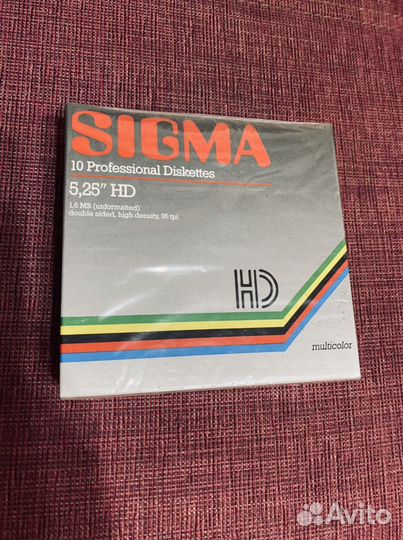 SIGMA
10 Professional Diskettes
5,25" HD
1,6 MB (unformatted)
double sided, high density, 96 tpi
HD
multicolor
Avito